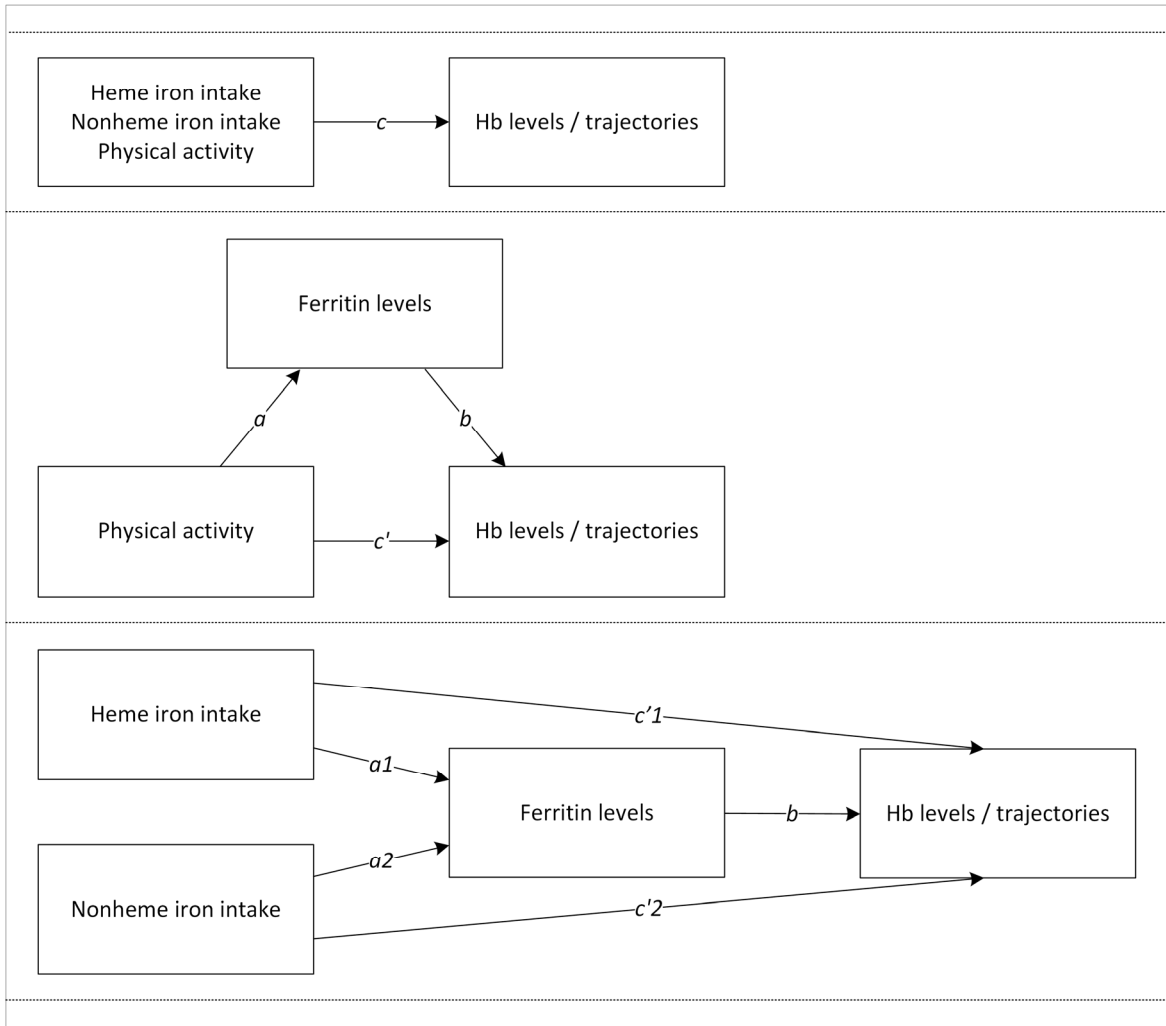 Heme iron intake
Nonheme iron intake
Physical activity
c
Hb levels / trajectories
Ferritin levels
a
b
Physical activity
c'
Hb levels / trajectories
Heme iron intake
c’1
a1
Ferritin levels
b
Hb levels / trajectories
a2
Nonheme iron intake
c'2